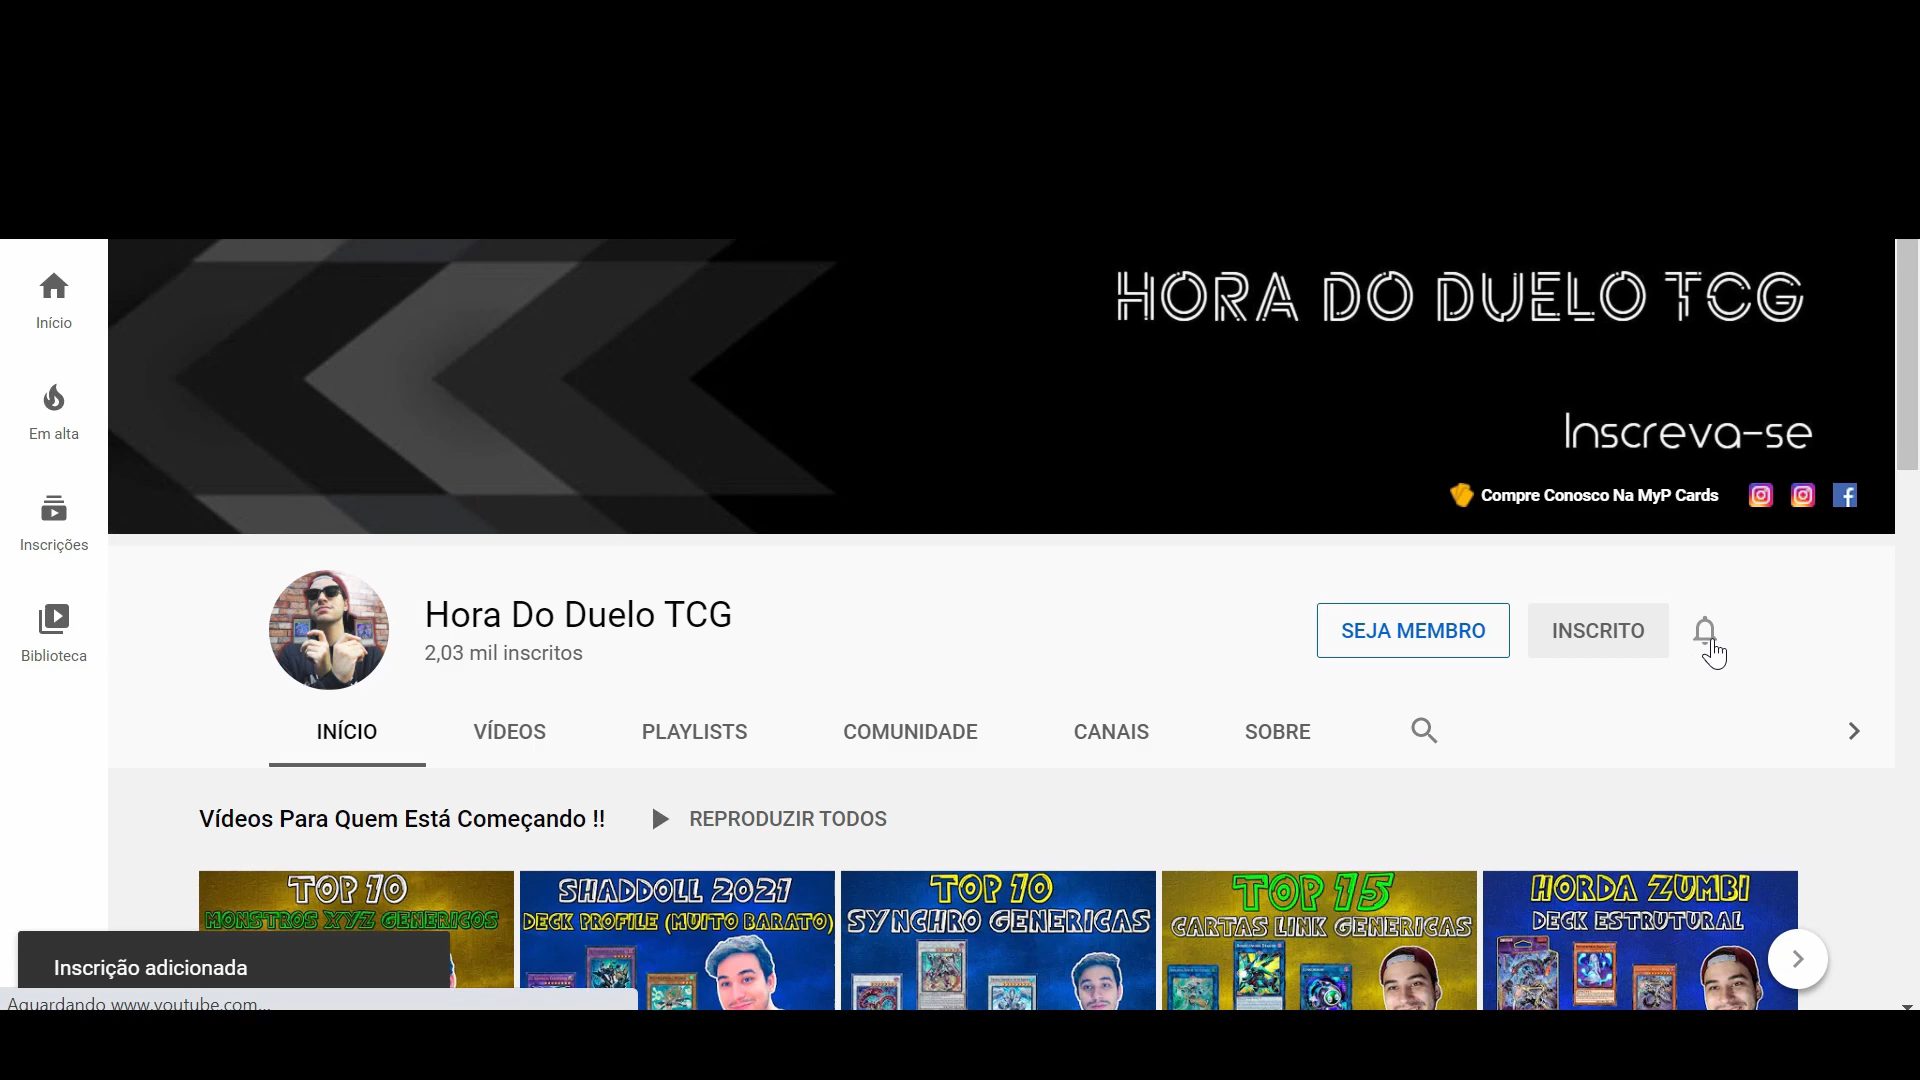 HORA DO DUELO TCG
Inscreva-se
Compre Conosco Na MyP Cards
Início
Em alta
Inscrições
Biblioteca
Hora Do Duelo TCG
2,03 mil inscritos
SEJA MEMBRO
INSCRITO
INÍCIO
VÍDEOS
PLAYLISTS
COMUNIDADE
CANAIS
SOBRE
Vídeos Para Quem Está Começando !!
REPRODUZIR TODOS
TOP 10
MONSTROS XYZ GENERICOS
SHADDOLL 2021
DECK PROFILE (MUITO BARATO)
TOP 10
SYNCHRO GENERICAS
TOP 15
CARTAS LINK GENERICAS
HORDA ZUMBI
DECK ESTRUTURAL
Inscrição adicionada
Aguardando www.youtube.com...